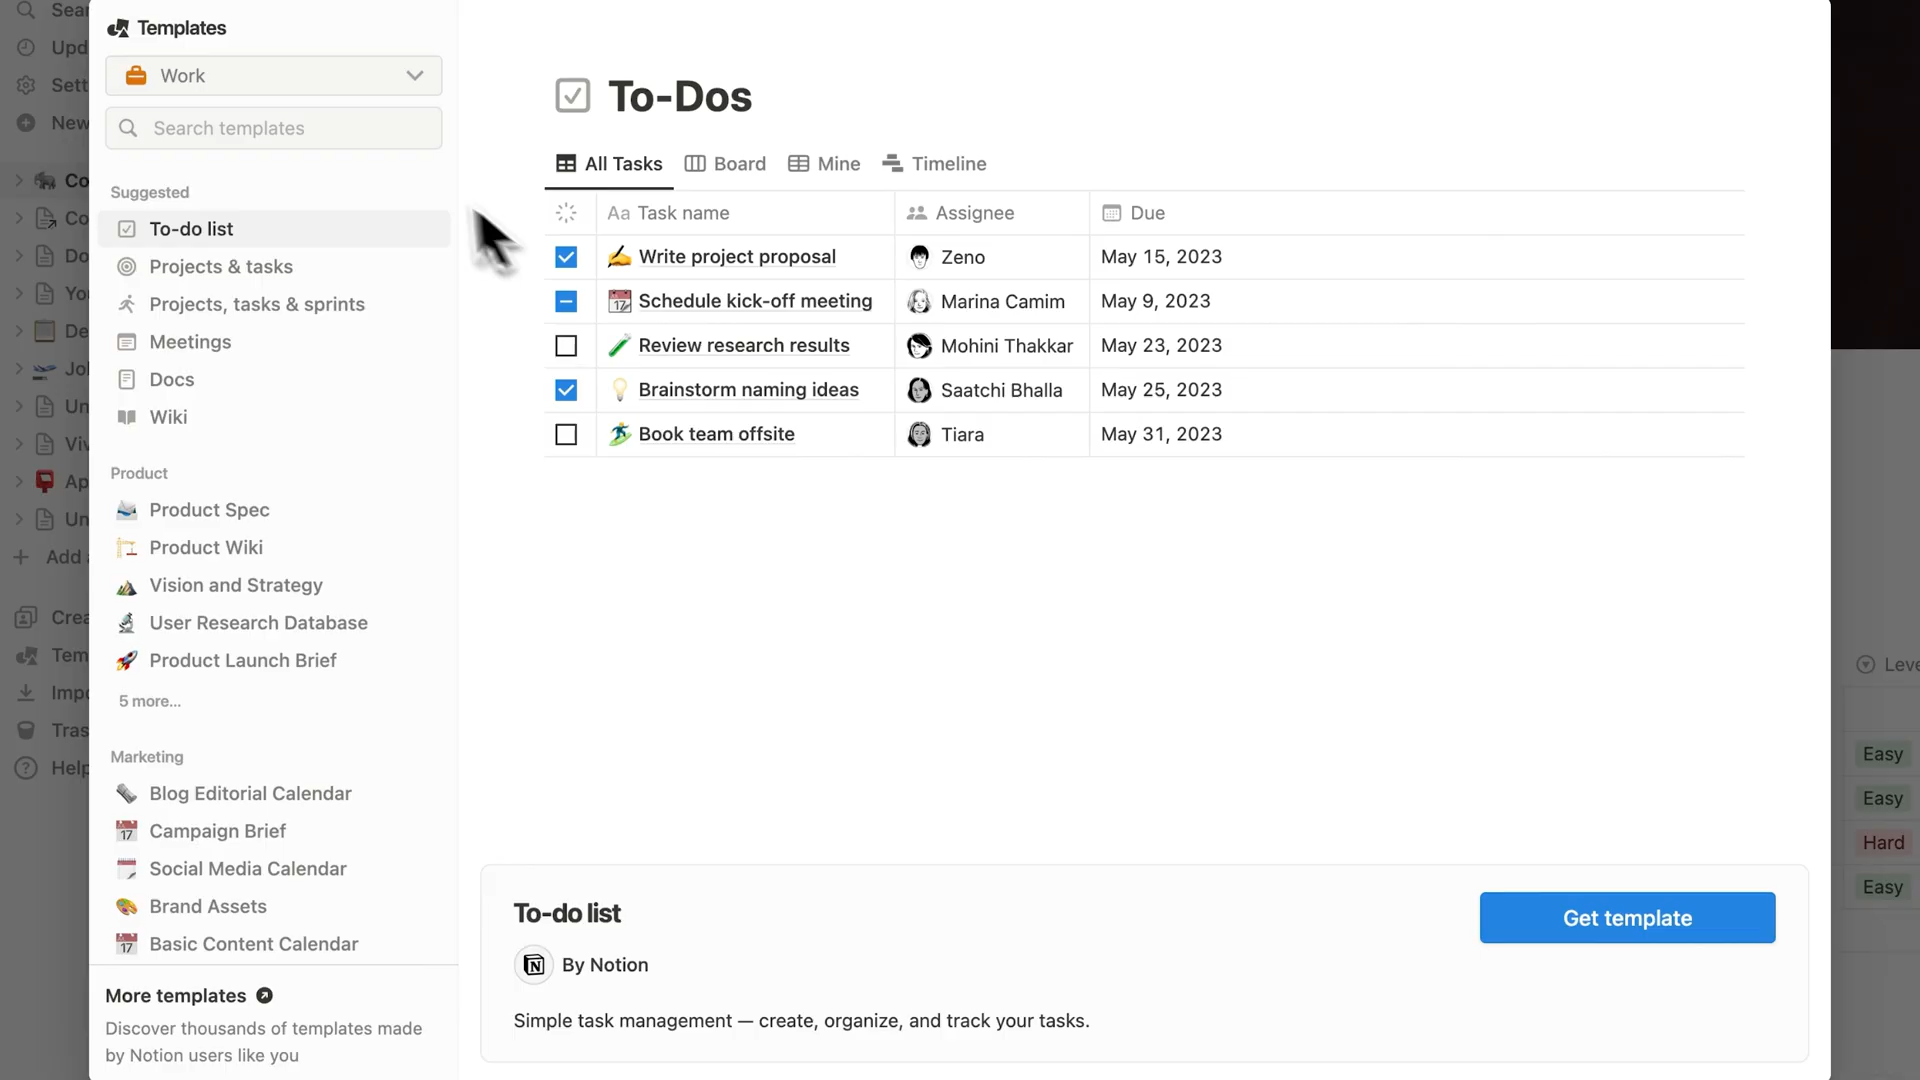 Templates
Work
Search templates
Suggested
To-do list
Projects & tasks
Projects, tasks & sprints
Meetings
Docs
Wiki
Product
Product Spec
Product Wiki
Vision and Strategy
User Research Database
Product Launch Brief
5 more...
Marketing
Blog Editorial Calendar
Campaign Brief
Social Media Calendar
Brand Assets
Basic Content Calendar
More templates
Discover thousands of templates made
by Notion users like you
To-Dos
All Tasks Board Mine Timeline
Aa Task name Assignee Due
Write project proposal Zeno May 15, 2023
Schedule kick-off meeting Marina Camim May 9, 2023
Review research results Mohini Thakkar May 23, 2023
Brainstorm naming ideas Saatchi Bhalla May 25, 2023
Book team offsite Tiara May 31, 2023
To-do list
By Notion
Simple task management — create, organize, and track your tasks.
Get template
New
Add
Help
Easy
Easy
Hard
Easy